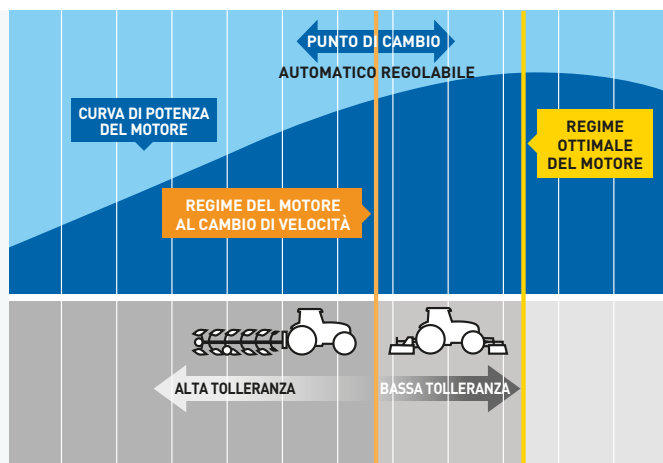 PUNTO DI CAMBIO
AUTOMATICO REGOLABILE
CURVA DI POTENZA
DEL MOTORE
REGIME
OTTIMALE
DEL MOTORE
REGIME DEL MOTORE
AL CAMBIO DI VELOCITÀ
ALTA TOLLERANZA
BASSA TOLLERANZA